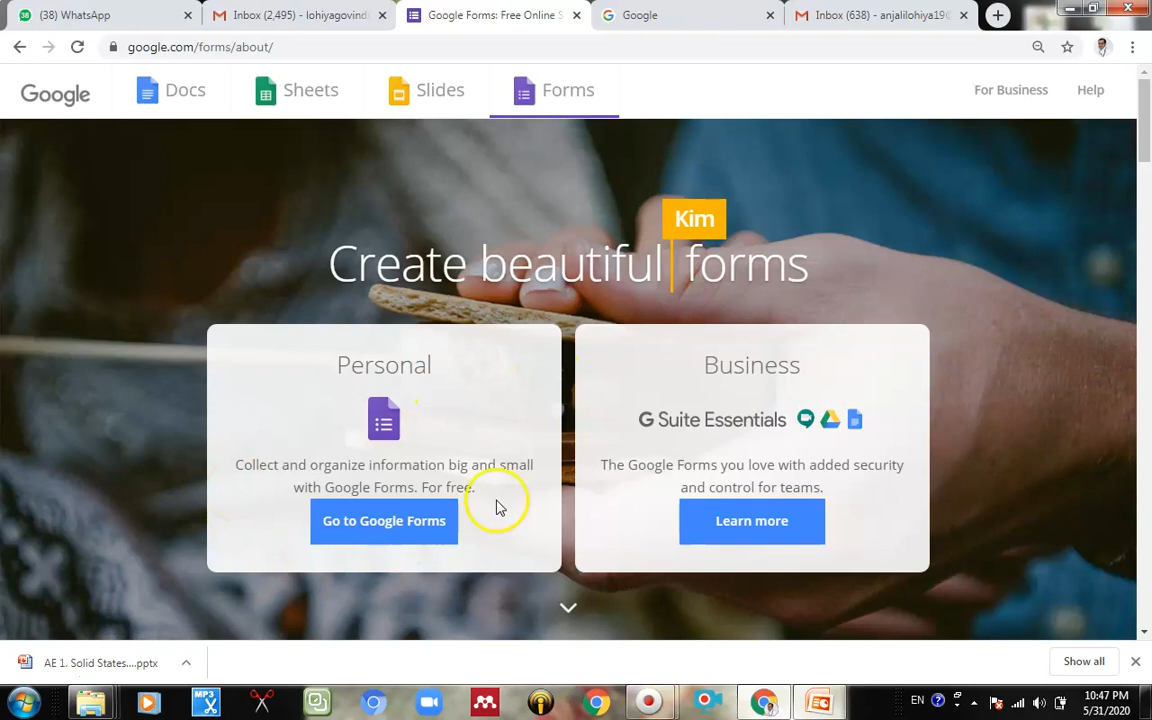 (38) WhatsApp
Inbox (2,495) - lohiyagovind
Google Forms: Free Online S
Google
Inbox (638) - anjalilohiya19@
google.com/forms/about/
Google
Docs
Sheets
Slides
Forms
For Business
Help
Kim
Create beautiful forms
Personal
Collect and organize information big and small
with Google Forms. For free.
Go to Google Forms
Business
G Suite Essentials
The Google Forms you love with added security
and control for teams.
Learn more
AE 1. Solid States....pptx
Show all
MP3
EN
10:47 PM
5/31/2020